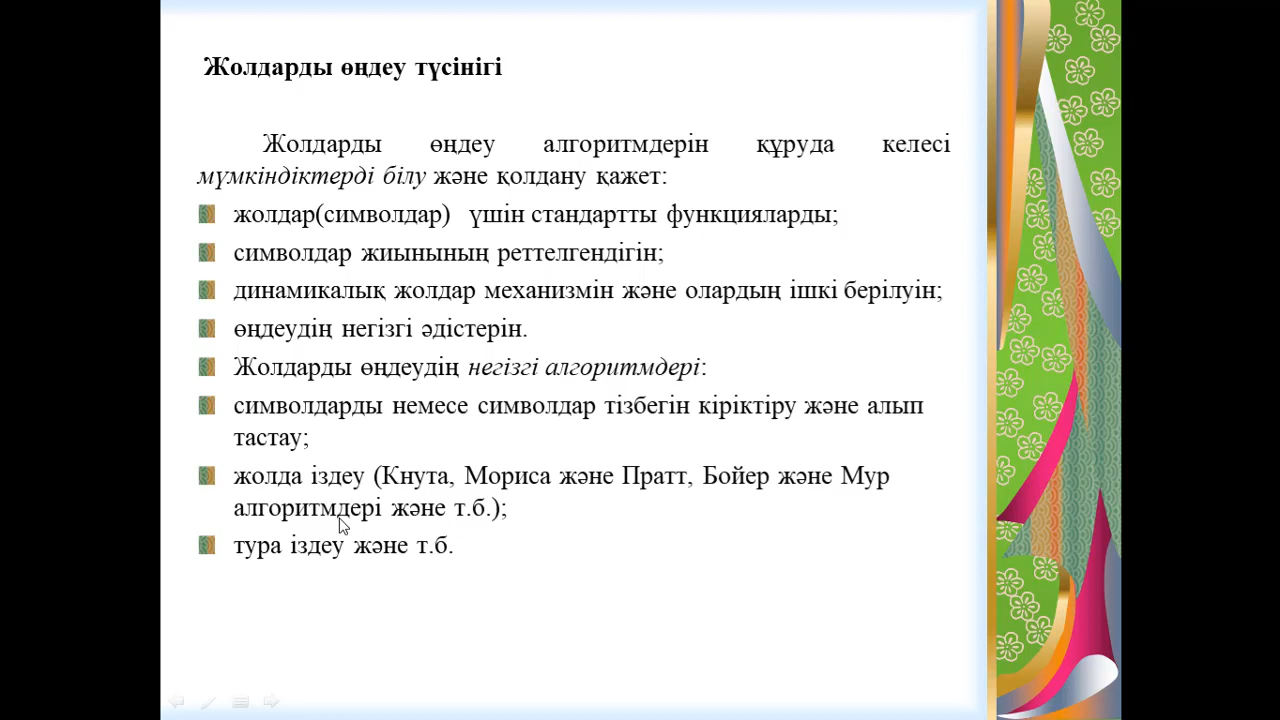 Жолдарды өңдеу түсінігі
Жолдарды өңдеу алгоритмдерін құруда келесі
мүмкіндіктерді білу және қолдану қажет:
жолдар(символдар) үшін стандартты функцияларды;
символдар жиынының реттелгендігін;
динамикалық жолдар механизмін және олардың ішкі берілуін;
өңдеудің негізгі әдістерін.
Жолдарды өңдеудің негізгі алгоритмдері:
символдарды немесе символдар тізбегін кіріктіру және алып
тастау;
жолда іздеу (Кнута, Мориса және Пратт, Бойер және Мур
алгоритмдері және т.б.);
тура іздеу және т.б.